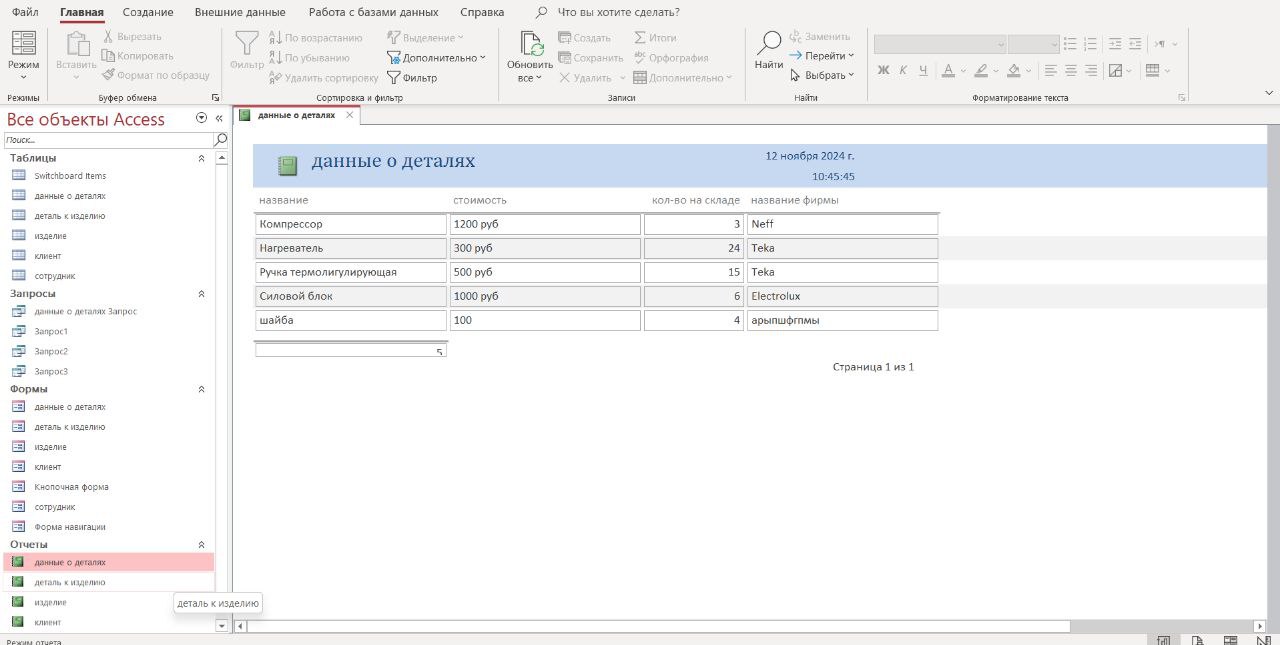 Файл Главная Создание Внешние данные Работа с базами данных Справка Что вы хотите сделать?
Режим
Режимы
Вставить
Вырезать
Копировать
Формат по образцу
Буфер обмена
Фильтр
По возрастанию
По убыванию
Удалить сортировку
Выделение
Дополнительно
Фильтр
Сортировка и фильтр
Обновить
все
Создать
Сохранить
Удалить
Итоги
Орфография
Дополнительно
Записи
Найти
Заменить
Перейти
Выбрать
Найти
Ж К Ч
Форматирование текста
Все объекты Access
Поиск...
Таблицы
Switchboard Items
данные о деталях
деталь к изделию
изделие
клиент
сотрудник
Запросы
данные о деталях Запрос
Запрос1
Запрос2
Запрос3
Формы
данные о деталях
деталь к изделию
изделие
клиент
Кнопочная форма
сотрудник
Форма навигации
Отчеты
данные о деталях
деталь к изделию
изделие
клиент
деталь к изделию
данные о деталях
данные о деталях
12 ноября 2024 г.
10:45:45
название стоимость кол-во на складе название фирмы
Компрессор 1200 руб 3 Neff
Нагреватель 300 руб 24 Teka
Ручка термолигулирующая 500 руб 15 Teka
Силовой блок 1000 руб 6 Electrolux
шайба 100 4 арыпшфгпмы
5
Страница 1 из 1
Режим отчета